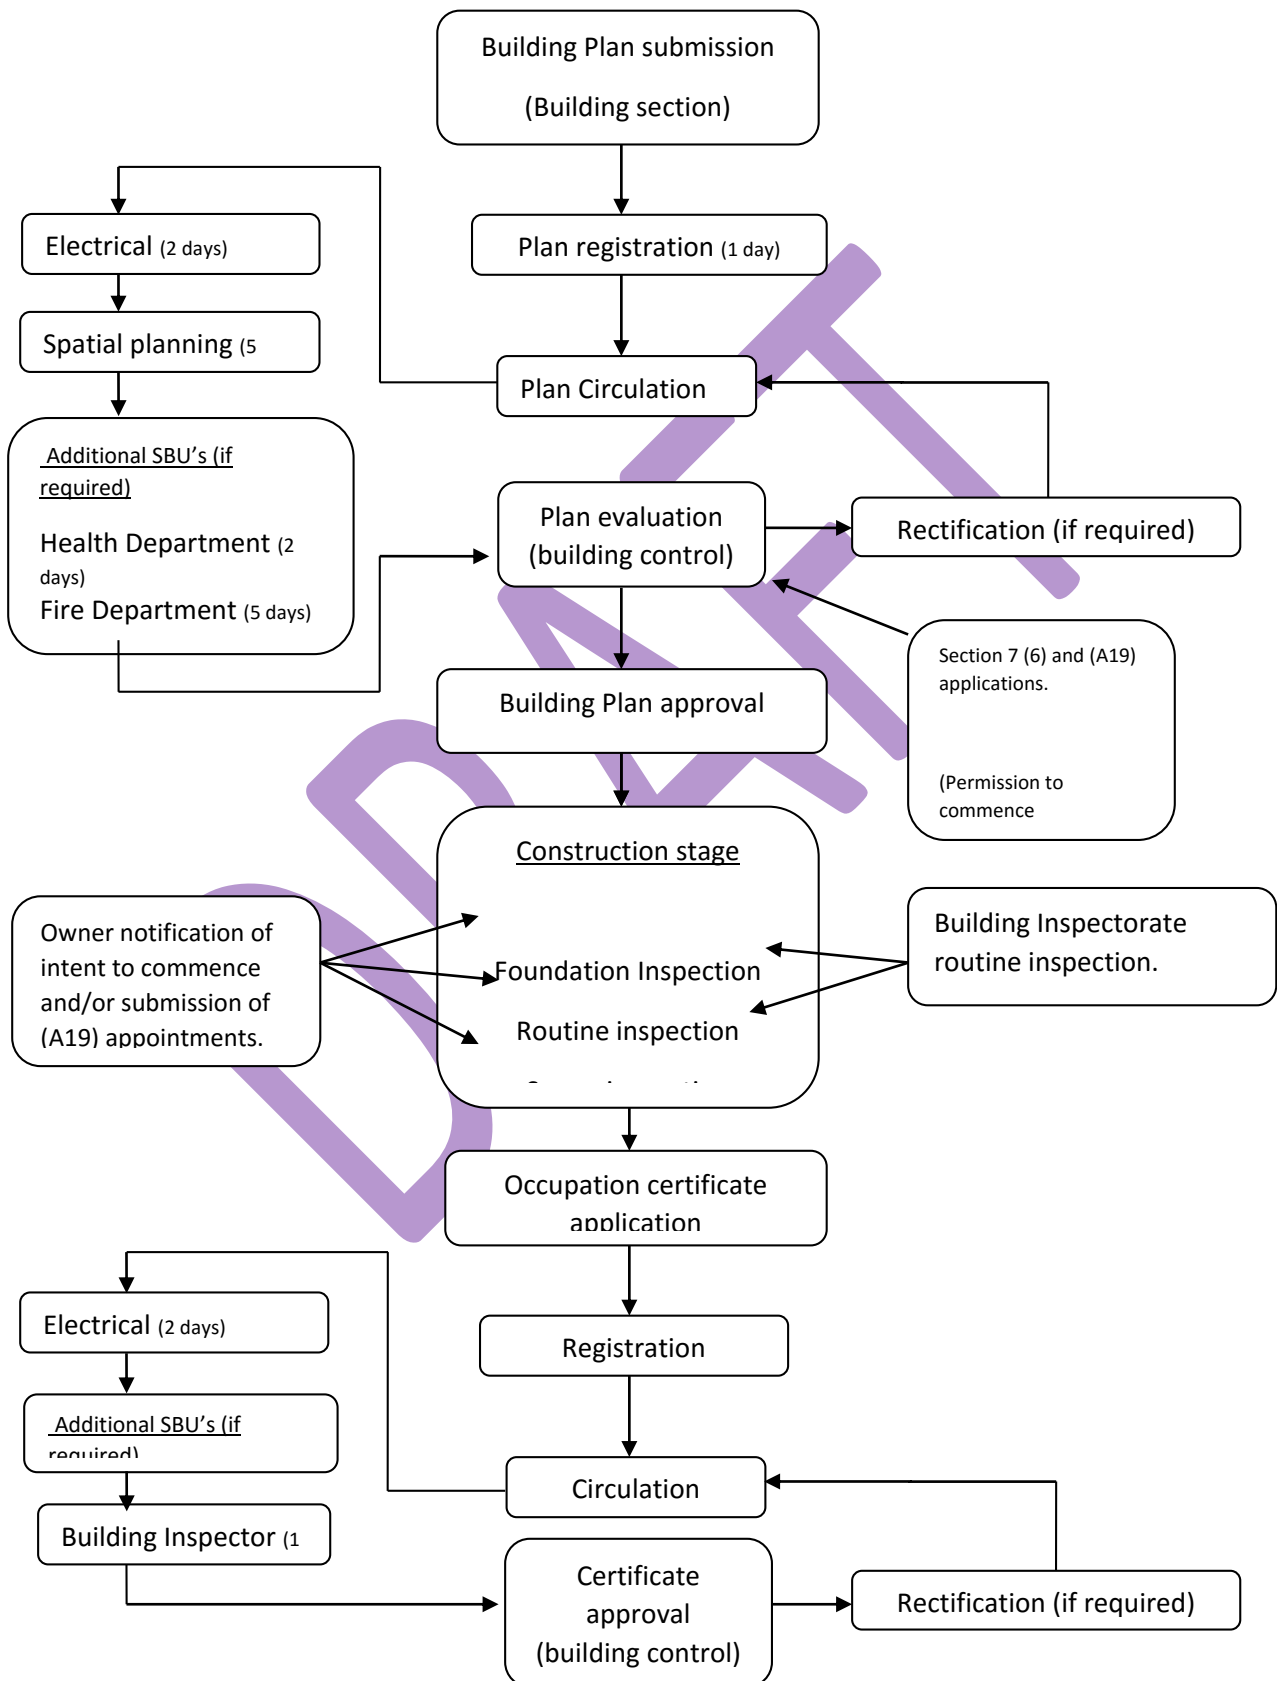 Building Plan submission
(Building section)
Electrical (2 days)
Plan registration (1 day)
Spatial planning (5
Plan Circulation
Additional SBU's (if
required)
Health Department (2
days)
Fire Department (5 days)
Plan evaluation
(building control)
Rectification (if required)
Section 7 (6) and (A19)
applications.
(Permission to
commence
Building Plan approval
Construction stage
Foundation Inspection
Routine inspection
Owner notification of
intent to commence
and/or submission of
(A19) appointments.
Building Inspectorate
routine inspection.
Occupation certificate
application
Electrical (2 days)
Registration
Additional SBU's (if
required)
Circulation
Building Inspector (1
Certificate
approval
(building control)
Rectification (if required)
DRAFT